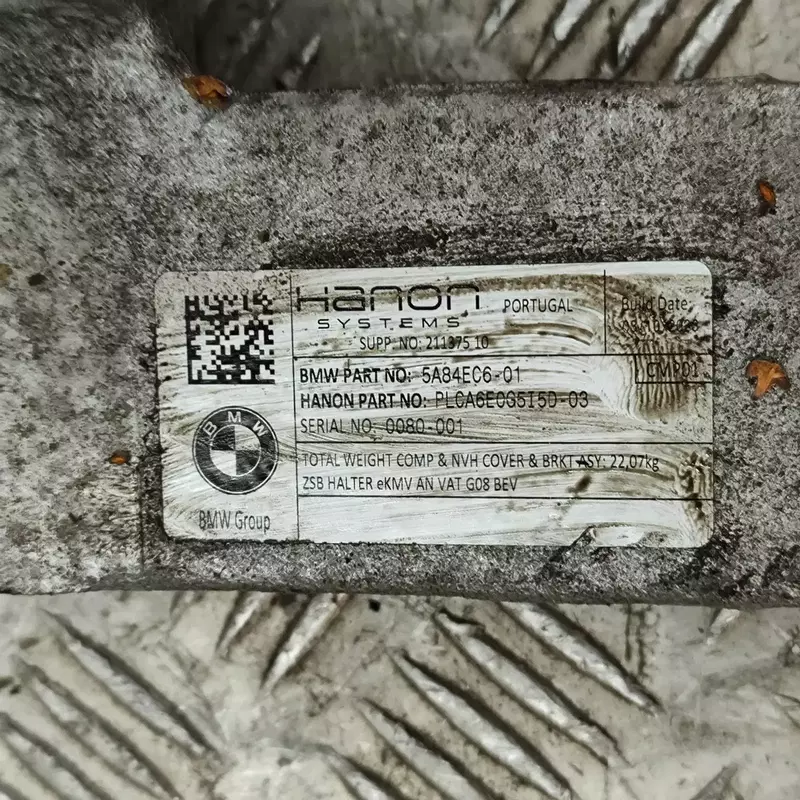 Hanon
SYSTEMS
PORTUGAL
SUPP. NO: 211375 10
Build Date:
CMP01
BMW PART NO: 5A84EC6-01
HANON PART NO: PLCA6ECG515D-03
SERIAL NO: 0080-001
TOTAL WEIGHT COMP & NVH COVER & BRKT ASY: 22,07kg
ZSB HALTER eKMV AN VAT G08 BEV
BMW
BMW Group